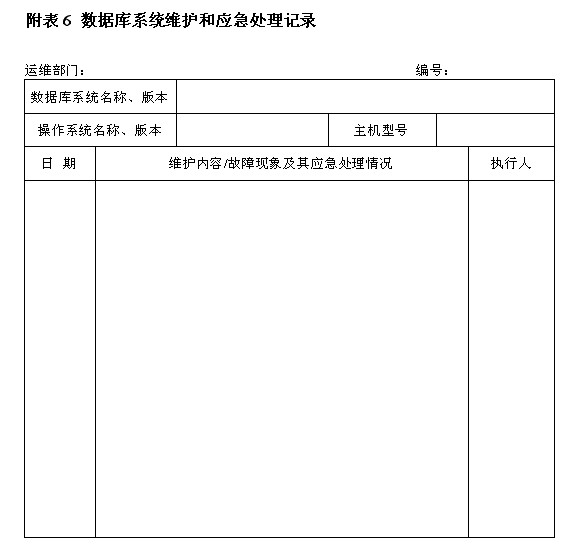 附表6 数据库系统维护和应急处理记录
运维部门： 编号：
数据库系统名称、版本
操作系统名称、版本 主机型号
日 期 维护内容/故障现象及其应急处理情况 执行人